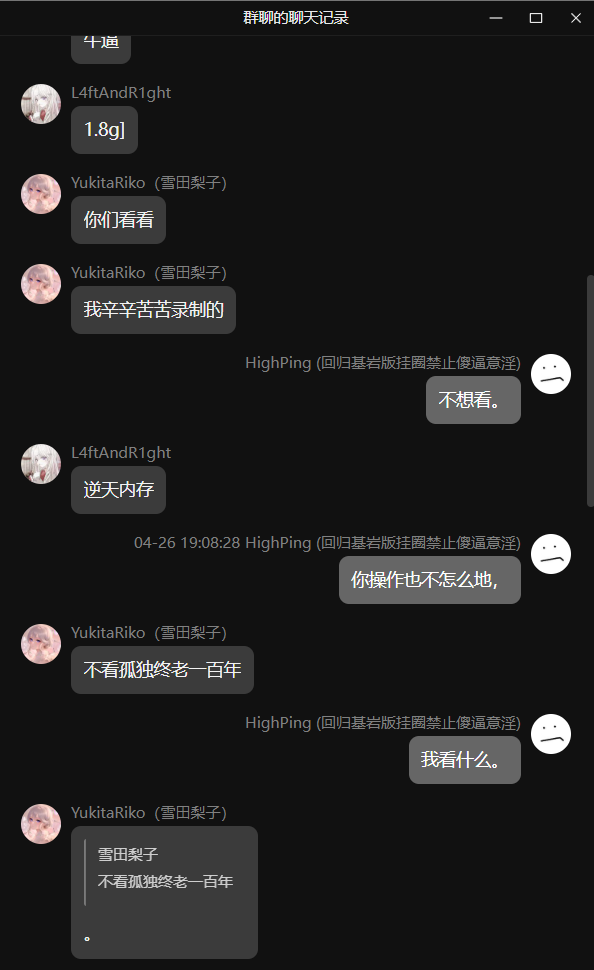 群聊的聊天记录
牛逼
L4ftAndR1ght
1.8g]
YukitaRiko（雪田梨子）
你们看看
YukitaRiko（雪田梨子）
我辛辛苦苦录制的
HighPing (回归基岩版挂圈禁止傻逼意淫)
不想看。
L4ftAndR1ght
逆天内存
04-26 19:08:28 HighPing (回归基岩版挂圈禁止傻逼意淫)
你操作也不怎么地，
YukitaRiko（雪田梨子）
不看孤独终老一百年
HighPing (回归基岩版挂圈禁止傻逼意淫)
我看什么。
YukitaRiko（雪田梨子）
雪田梨子
不看孤独终老一百年
。